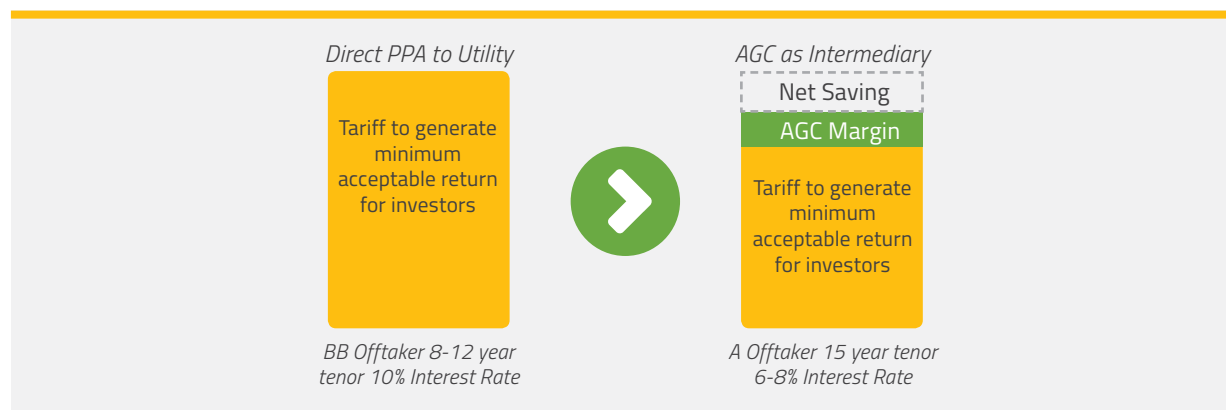 Direct PPA to Utility
Tariff to generate
minimum
acceptable return
for investors
BB Offtaker 8-12 year
tenor 10% Interest Rate
AGC as Intermediary
Net Saving
AGC Margin
Tariff to generate
minimum
acceptable return
for investors
A Offtaker 15 year tenor
6-8% Interest Rate